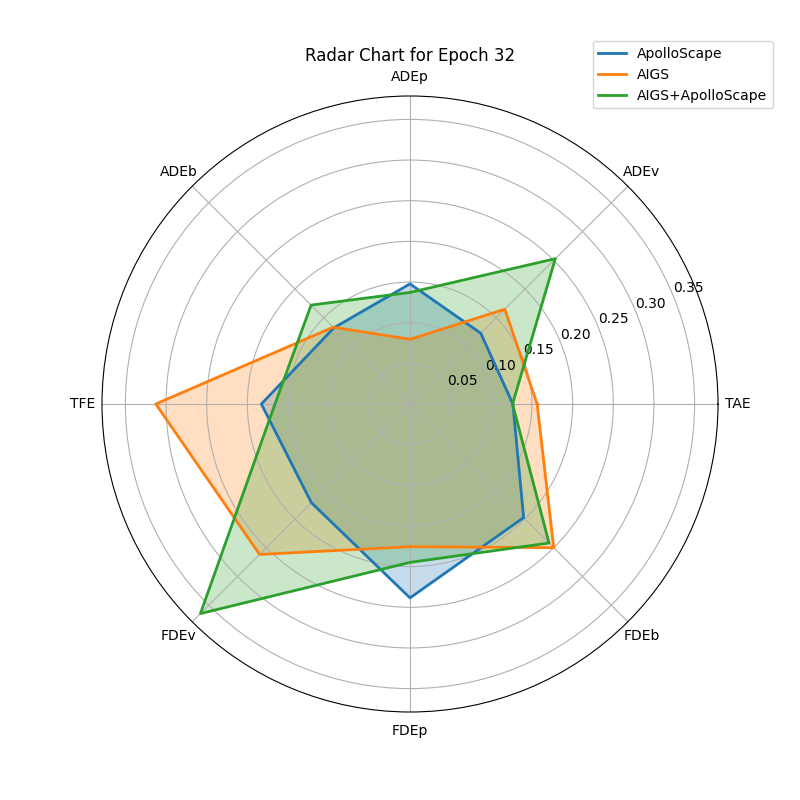 Radar Chart for Epoch 32
ApolloScape
AIGS
AIGS+ApolloScape
ADEp
ADEb
ADEv
0.35
0.30
0.25
0.20
0.15
0.10
0.05
TFE
TAE
FDEv
FDEb
FDEp